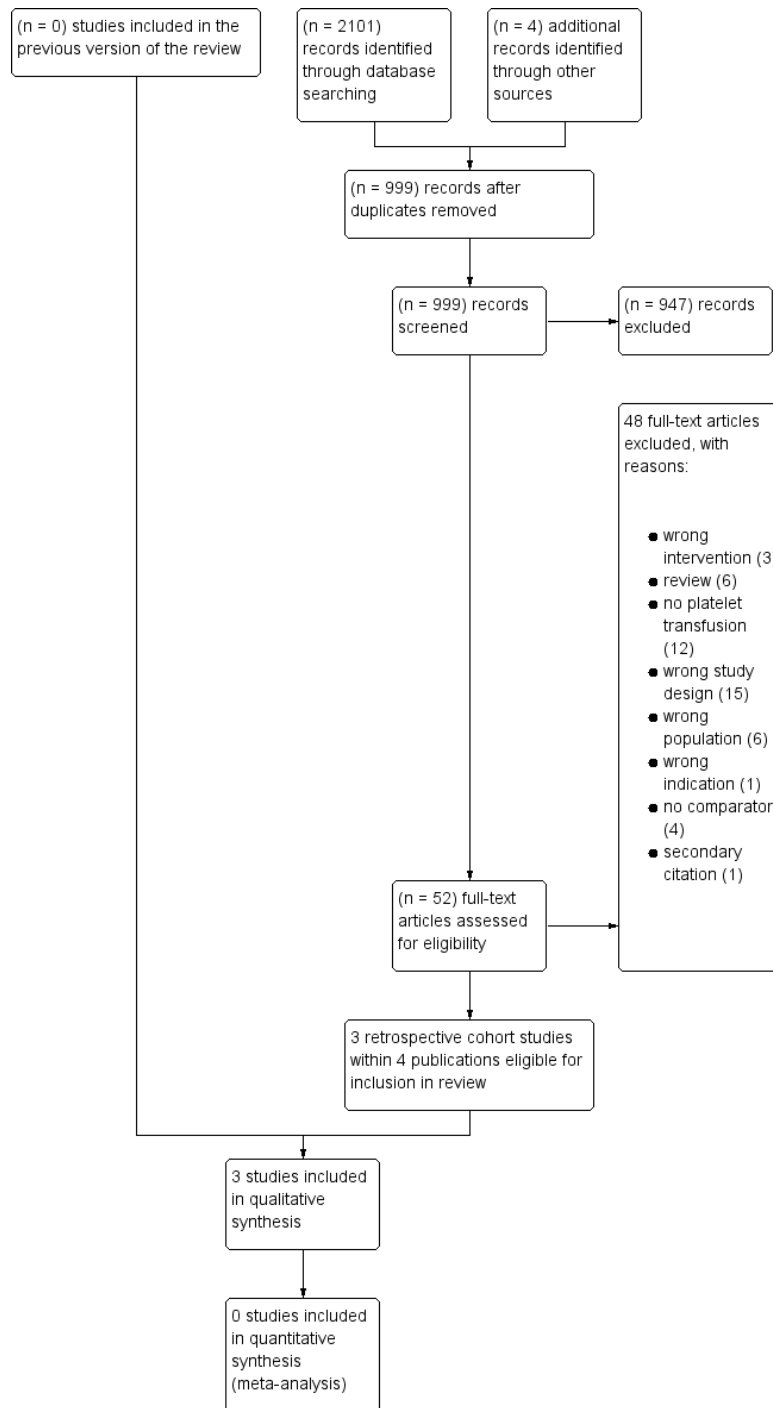 (n = 0) studies included in the
previous version of the review
(n = 2101)
records identified
through database
searching
(n = 4) additional
records identified
through other
sources
(n = 999) records after
duplicates removed
(n = 999) records
screened
(n = 947) records
excluded
48 full-text articles
excluded, with
reasons:
● wrong
intervention (3)
● review (6)
● no platelet
transfusion
(12)
● wrong study
design (15)
● wrong
population (6)
● wrong
indication (1)
● no comparator
(4)
● secondary
citation (1)
(n = 52) full-text
articles assessed
for eligibility
3 retrospective cohort studies
within 4 publications eligible for
inclusion in review
3 studies included
in qualitative
synthesis
0 studies included
in quantitative
synthesis
(meta-analysis)